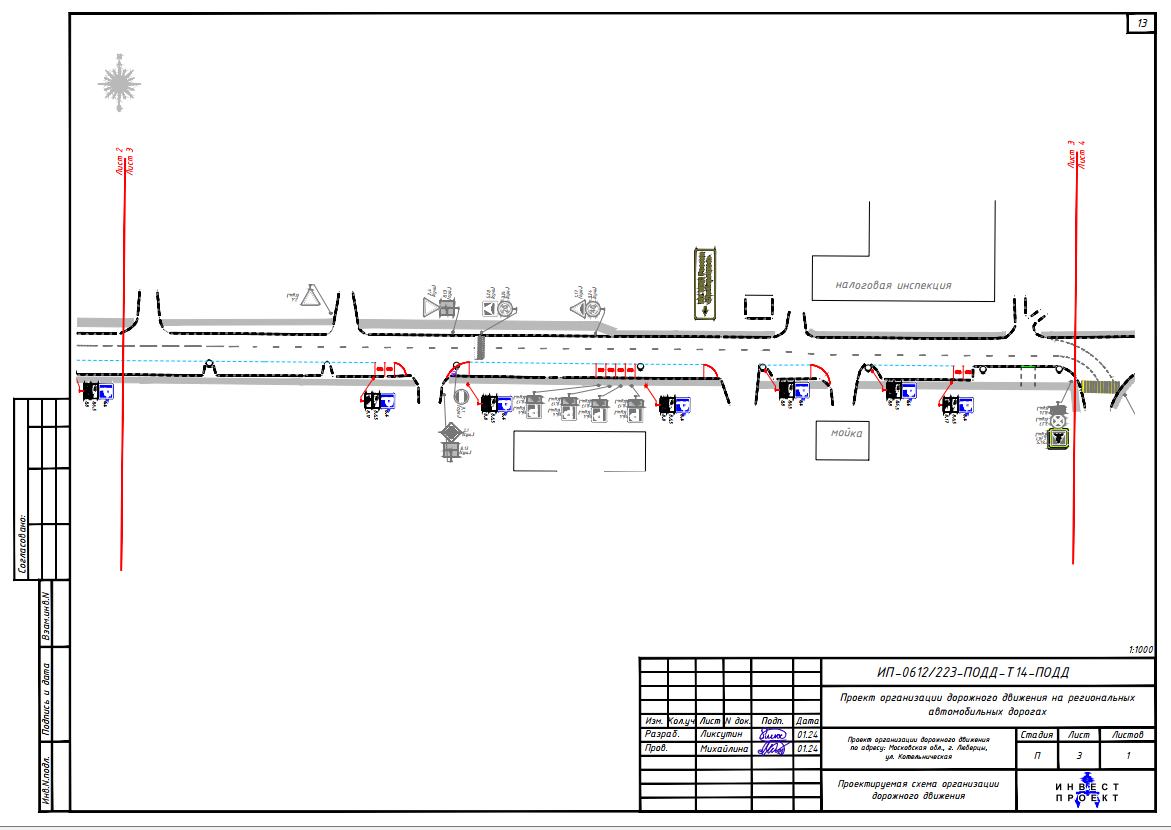 13
Лист 2
Лист 3
Лист 3
Лист 4
налоговая инспекция
мойка
Согласовано:
Взам.инв.N
Подпись и дата
Инв.N.подл.
1:1000
ИП-0612/223-ПОДД-Т14-ПОДД
Проект организации дорожного движения на региональных
автомобильных дорогах
Изм. Кол.уч Лист N док. Подп. Дата
Разраб. Ликсутин 01.24
Пров. Михайлина 01.24
Проект организации дорожного движения
по адресу: Московская обл., г. Люберцы,
ул. Котельническая
Стадия Лист Листов
П 3 1
Проектируемая схема организации
дорожного движения
ИНВЕСТ
ПРОЕКТ